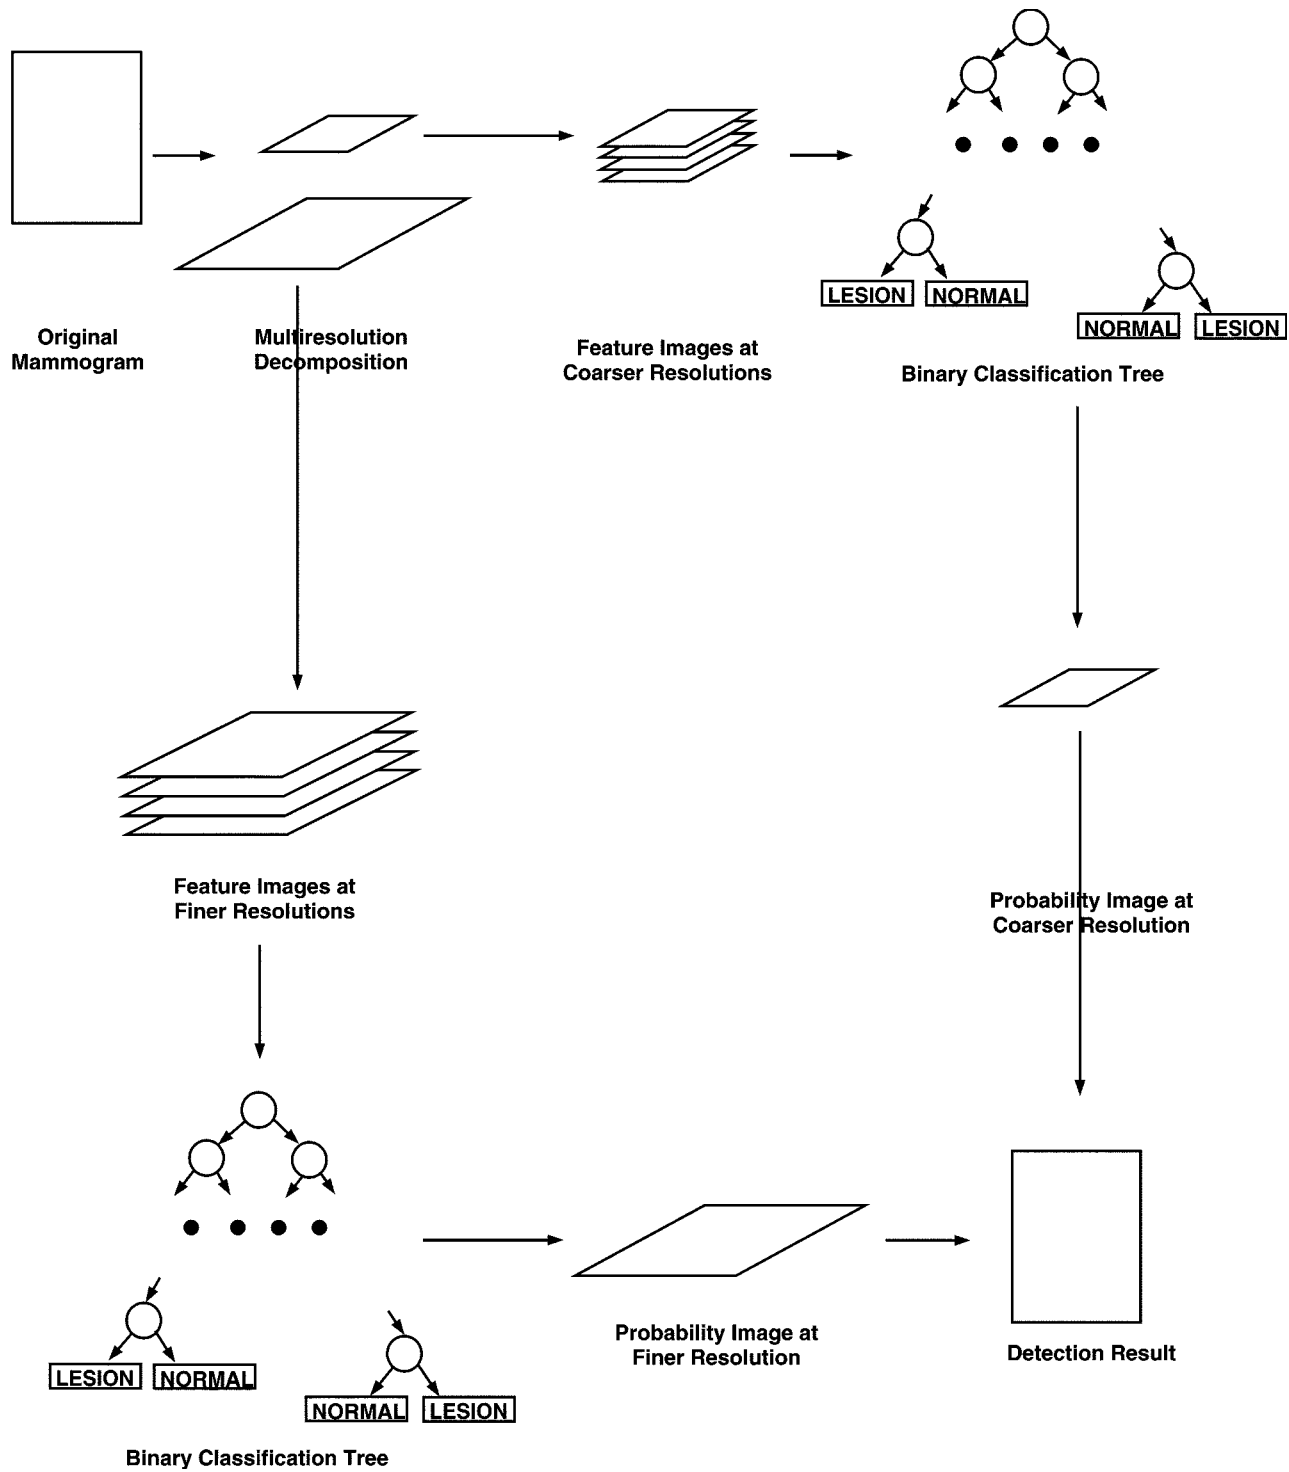 LESION
NORMAL
NORMAL
LESION
Original
Mammogram
Multiresolution
Decomposition
Feature Images at
Coarser Resolutions
Binary Classification Tree
Feature Images at
Finer Resolutions
Probability Image at
Coarser Resolution
LESION
NORMAL
NORMAL
LESION
Binary Classification Tree
Probability Image at
Finer Resolution
Detection Result